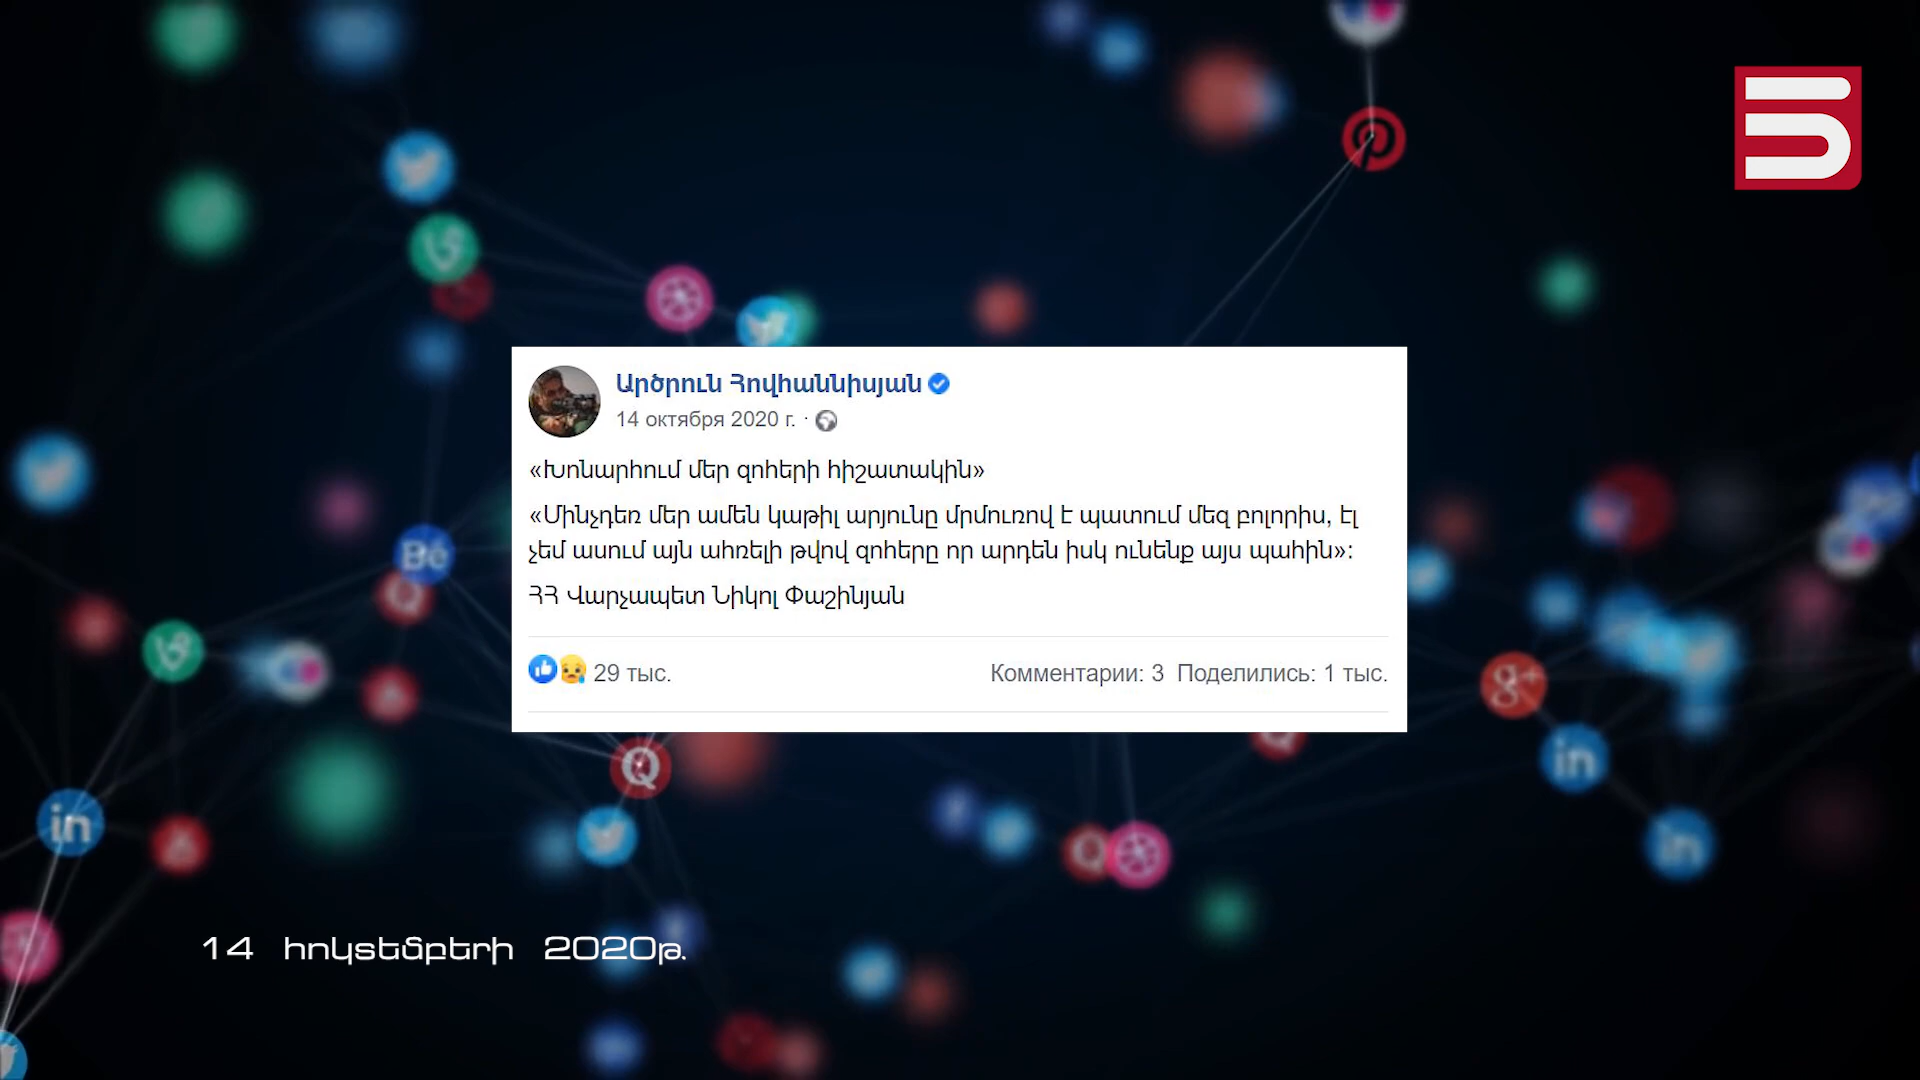 Արծրուն Հովհաննիսյան
14 октября 2020 г. ·
«Խոնարհում մեր զոհերի հիշատակին»
«Մինչդեռ մեր ամեն կաթիլ արյունը մրմուռով է պատում մեզ բոլորիս, էլ
չեմ ասում այն ահռելի թվով զոհերը որ արդեն իսկ ունենք այս պահին»:
ՀՀ Վարչապետ Նիկոլ Փաշինյան
29 тыс. Комментарии: 3 Поделились: 1 тыс.
14 հոկտեմբերի 2020թ.